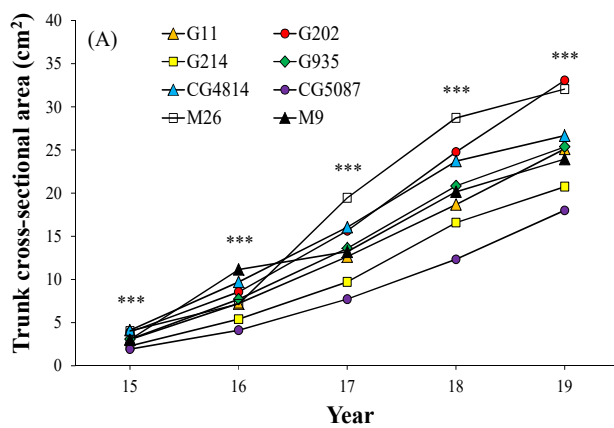 (A)
G11 G202
G214 G935
CG4814 CG5087
M26 M9
Trunk cross-sectional area (cm²)
40
35
30
25
20
15
10
5
0
*** *** *** *** ***
15 16 17 18 19
Year